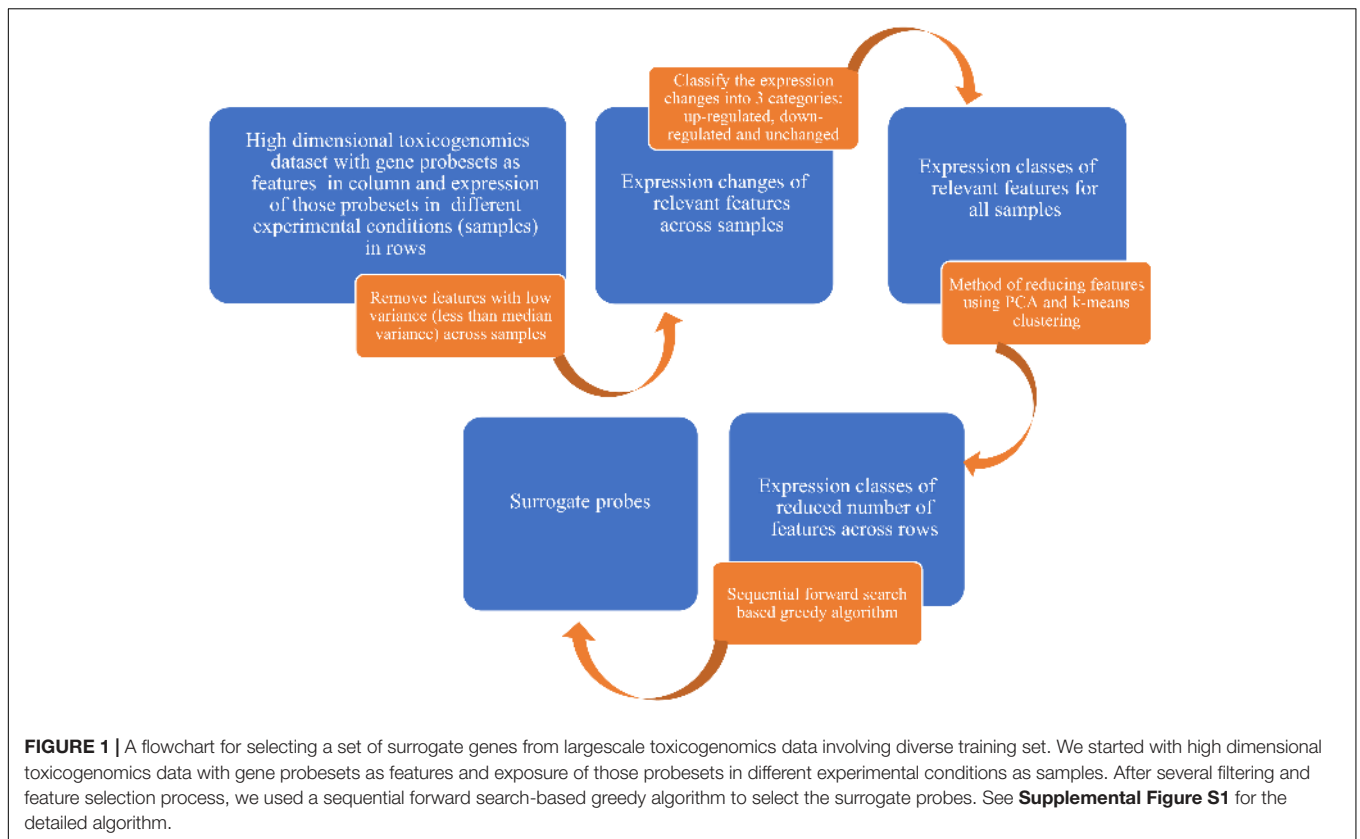 High dimensional toxicogenomics
dataset with gene probesets as
features in column and expression
of those probesets in different
experimental conditions (samples)
in rows
Remove features with low
variance (less than median
variance) across samples
Expression changes of
relevant features
across samples
Classify the expression
changes into 3 categories:
up-regulated, down-
regulated and unchanged
Expression classes of
relevant features for
all samples
Method of reducing features
using PCA and k-means
clustering
Expression classes of
reduced number of
features across rows
Sequential forward search
based greedy algorithm
Surrogate probes
FIGURE 1 | A flowchart for selecting a set of surrogate genes from largescale toxicogenomics data involving diverse training set. We started with high dimensional
toxicogenomics data with gene probesets as features and exposure of those probesets in different experimental conditions as samples. After several filtering and
feature selection process, we used a sequential forward search-based greedy algorithm to select the surrogate probes. See Supplemental Figure S1 for the
detailed algorithm.